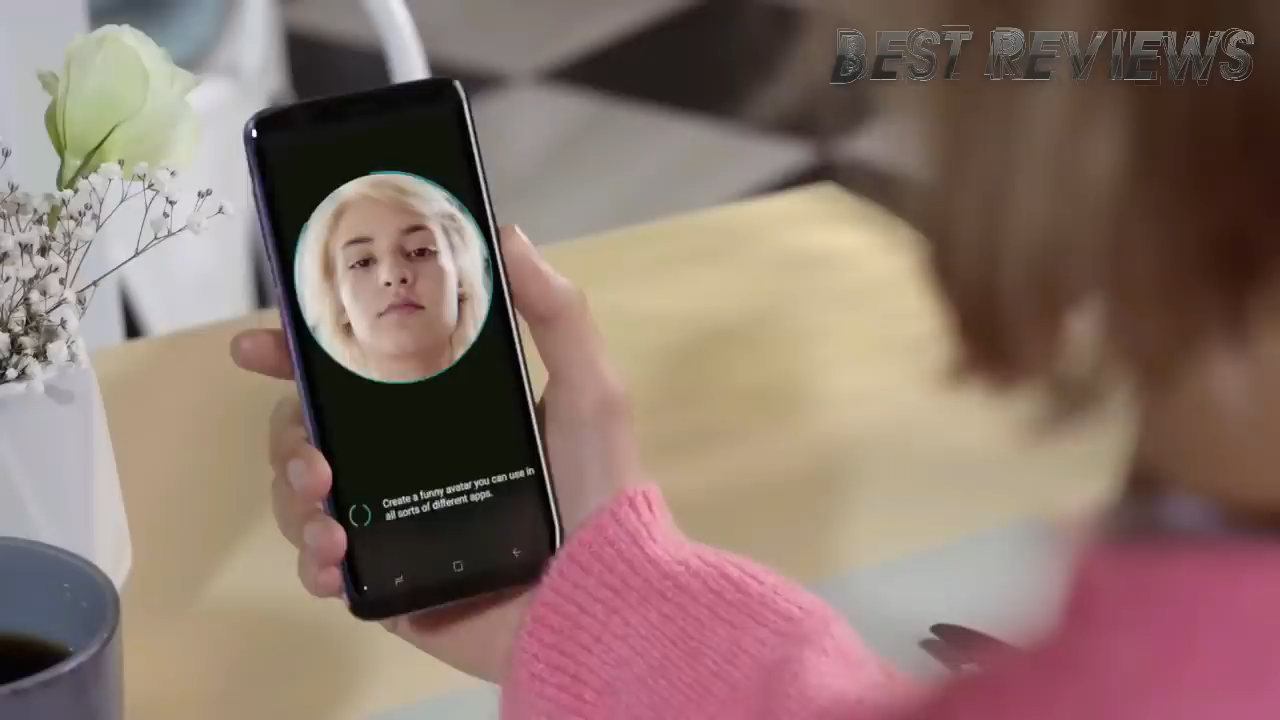 BEST REVIEWS
Create a funny avatar you can use in
all sorts of different apps.